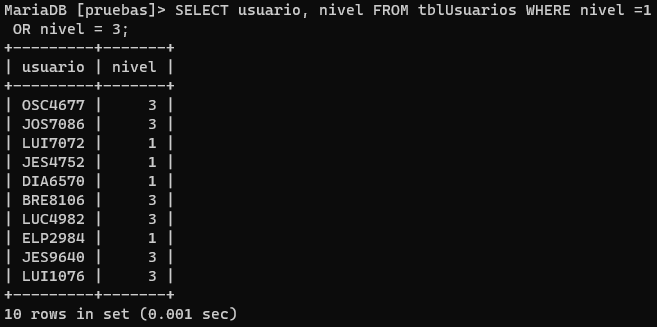 MariaDB [pruebas]> SELECT usuario, nivel FROM tblUsuarios WHERE nivel =1
 OR nivel = 3;
+---------+-------+
| usuario | nivel |
+---------+-------+
| OSC4677 |     3 |
| JOS7086 |     3 |
| LUI7072 |     1 |
| JES4752 |     1 |
| DIA6570 |     1 |
| BRE8106 |     3 |
| LUC4982 |     3 |
| ELP2984 |     1 |
| JES9640 |     3 |
| LUI1076 |     3 |
+---------+-------+
10 rows in set (0.001 sec)